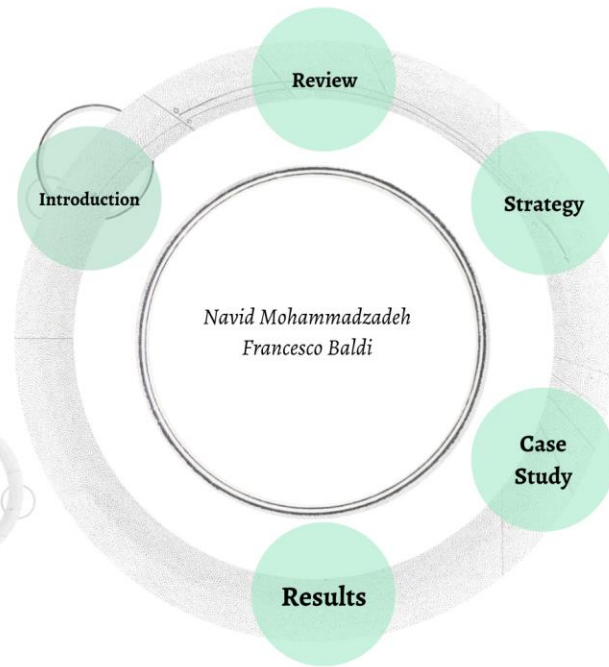 Review
Introduction
Strategy
Navid Mohammadzadeh
Francesco Baldi
Case
Study
Results